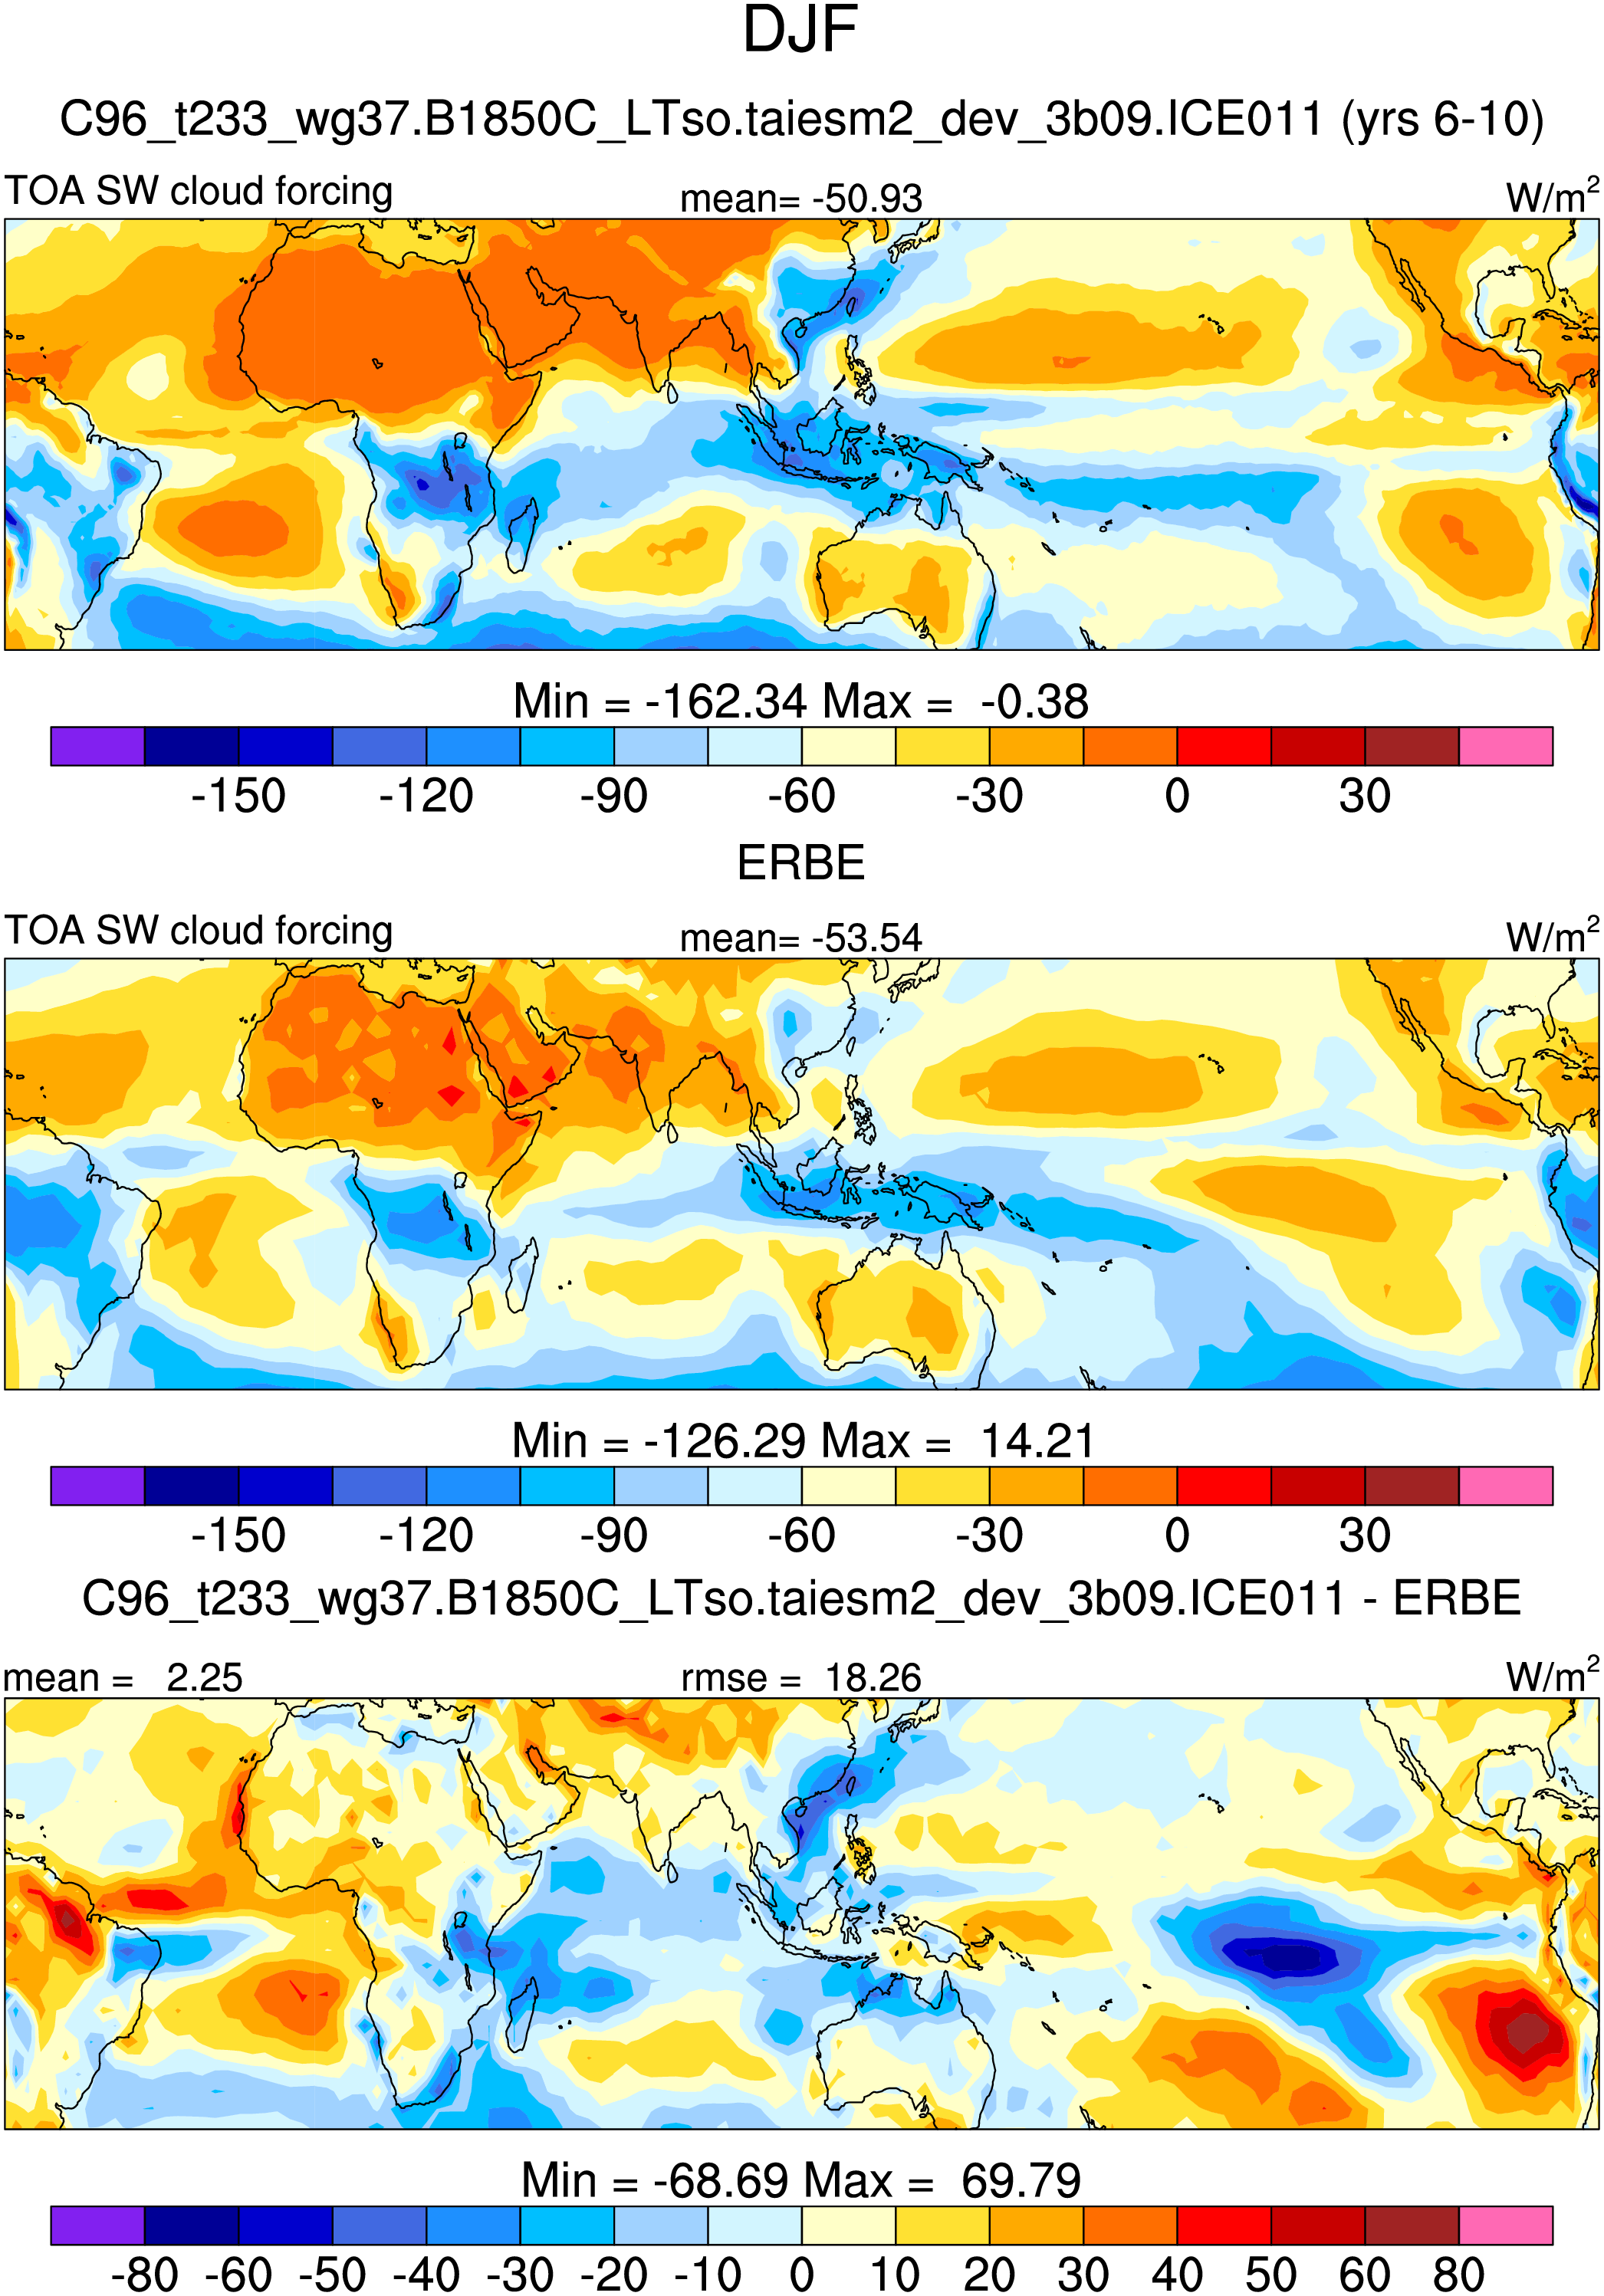 DJF
C96_t233_wg37.B1850C_LTso.taiesm2_dev_3b09.ICE011 (yrs 6-10)
TOA SW cloud forcing mean= -50.93 W/m2
Min = -162.34 Max = -0.38
-150 -120 -90 -60 -30 0 30
ERBE
TOA SW cloud forcing mean= -53.54 W/m2
Min = -126.29 Max = 14.21
-150 -120 -90 -60 -30 0 30
C96_t233_wg37.B1850C_LTso.taiesm2_dev_3b09.ICE011 - ERBE
mean = 2.25 rmse = 18.26 W/m2
Min = -68.69 Max = 69.79
-80 -60 -50 -40 -30 -20 -10 0 10 20 30 40 50 60 80